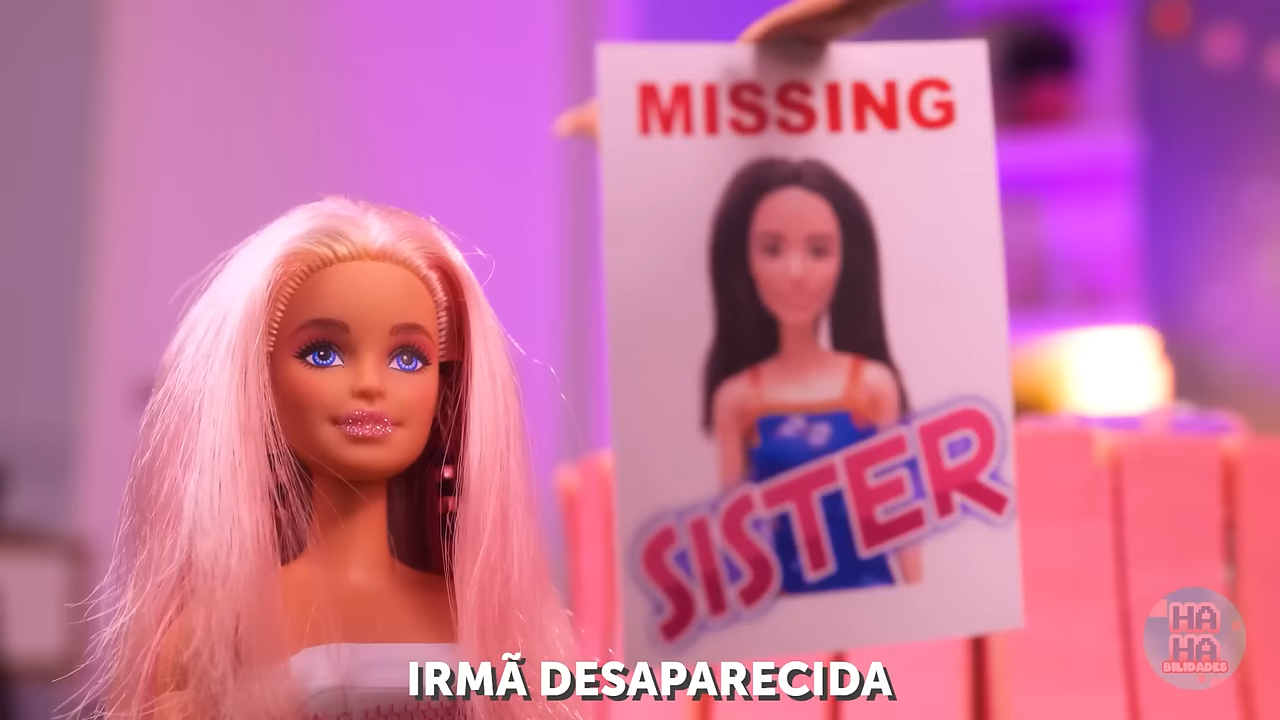 MISSING
SISTER
HA
HA
BILIDADES
IRMÃ DESAPARECIDA